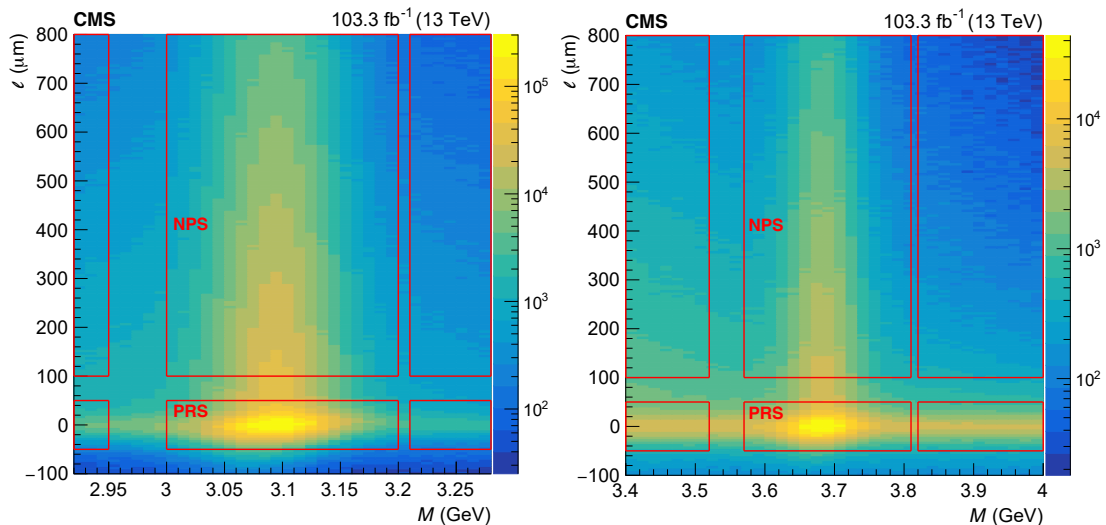 CMS 103.3 fb⁻¹ (13 TeV)
ℓ (μm)
800
700
600
500
400
300
200
100
0
−100
NPS
PRS
2.95 3 3.05 3.1 3.15 3.2 3.25
M (GeV)
10⁵
10⁴
10³
10²
CMS 103.3 fb⁻¹ (13 TeV)
ℓ (μm)
800
700
600
500
400
300
200
100
0
−100
NPS
PRS
3.4 3.5 3.6 3.7 3.8 3.9 4
M (GeV)
10⁴
10³
10²